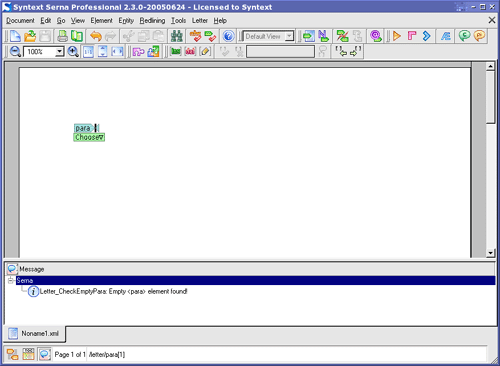 Syntext Serna Professional 2.3.0-20050624 - Licensed to Syntext
Document Edit Go View Element Entity Redlining Tools Letter Help
Default View
100%
para
Choose
Message
Serna
Letter_CheckEmptyPara: Empty <para> element found!
Noname1.xml
Page 1 of 1 /letter/para[1]